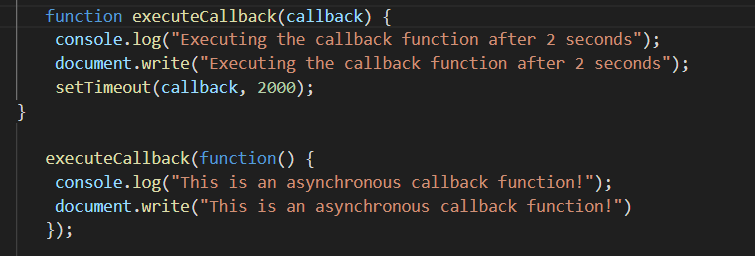 function executeCallback(callback) {
console.log("Executing the callback function after 2 seconds");
document.write("Executing the callback function after 2 seconds");
setTimeout(callback, 2000);
}
executeCallback(function() {
console.log("This is an asynchronous callback function!");
document.write("This is an asynchronous callback function!")
});